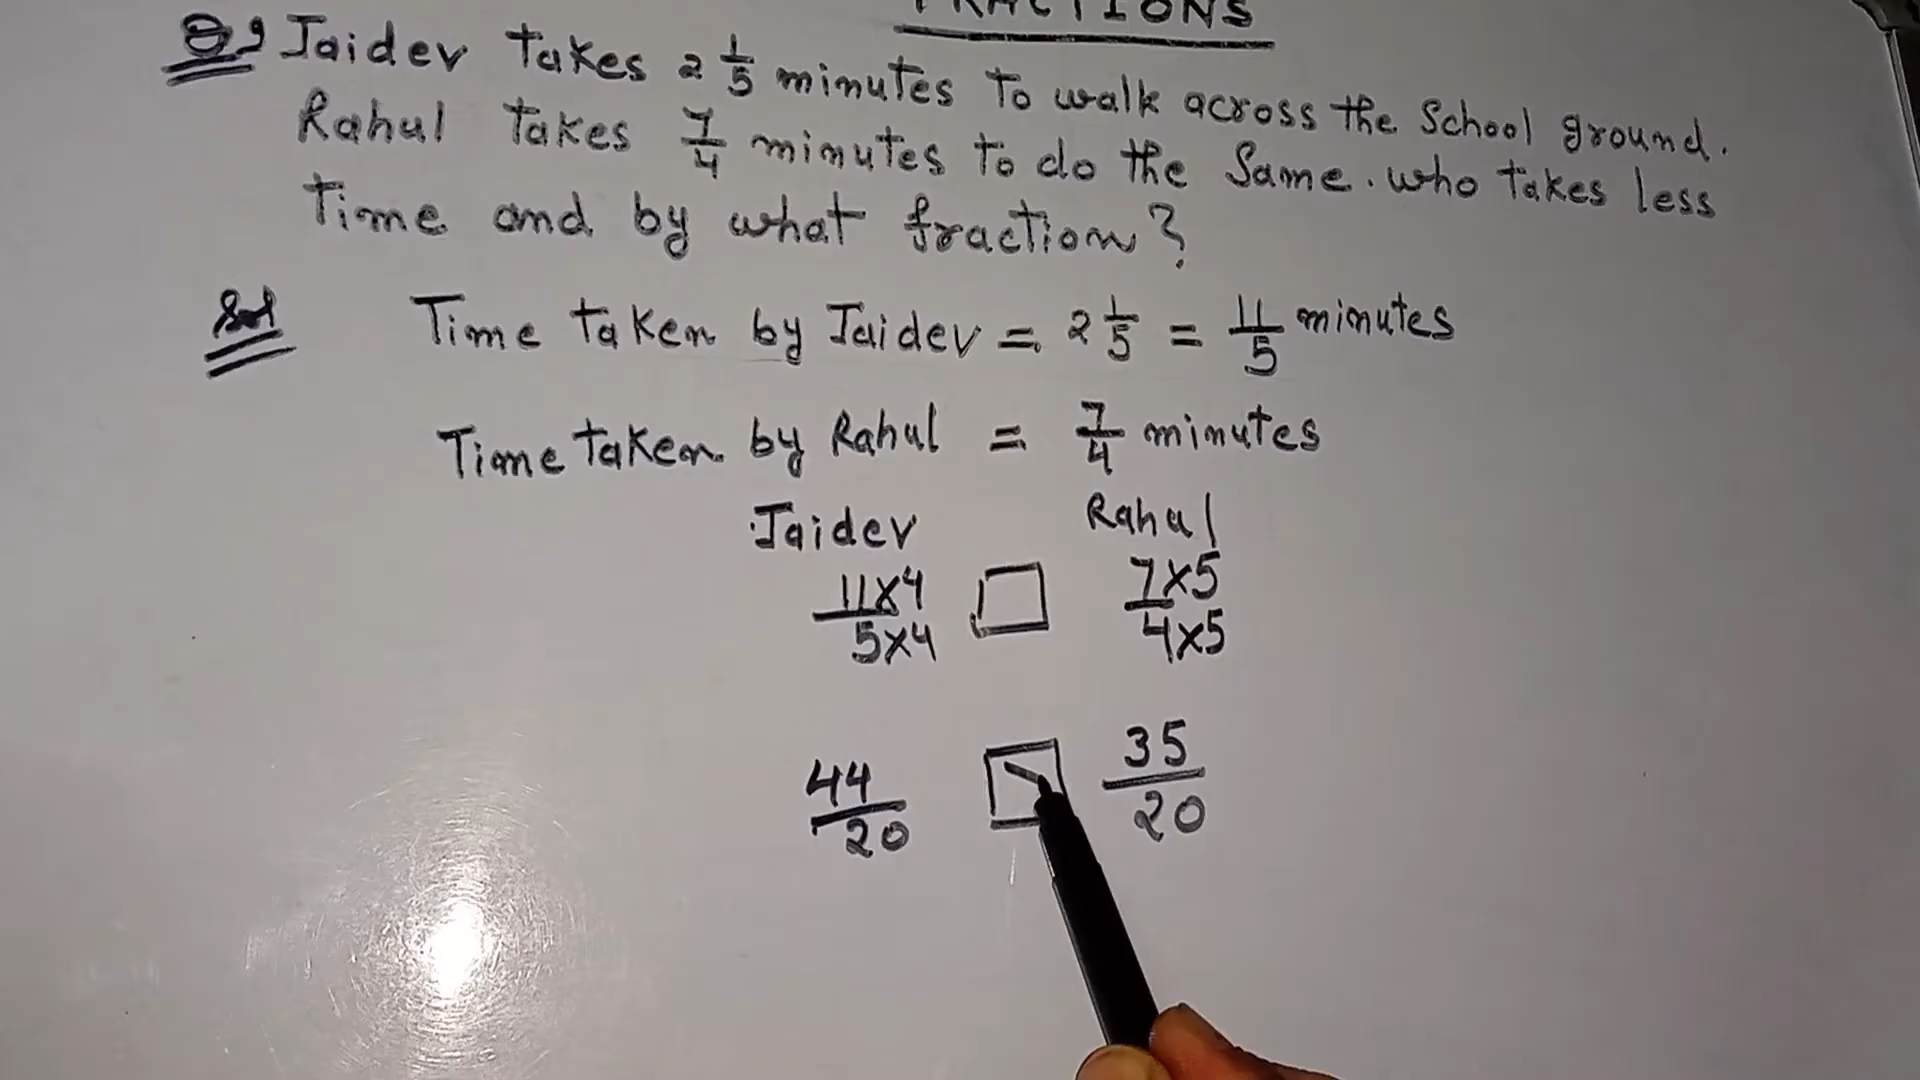 FRACTIONS
Q9 Jaidev takes 2 1/5 minutes to walk across the School ground.
Rahul takes 7/4 minutes to do the Same. who takes less
Time and by what fraction?
Sol Time taken by Jaidev = 2 1/5 = 11/5 minutes
Time taken by Rahul = 7/4 minutes
Jaidev Rahul
11×4/5×4 □ 7×5/4×5
44/20 □ 35/20